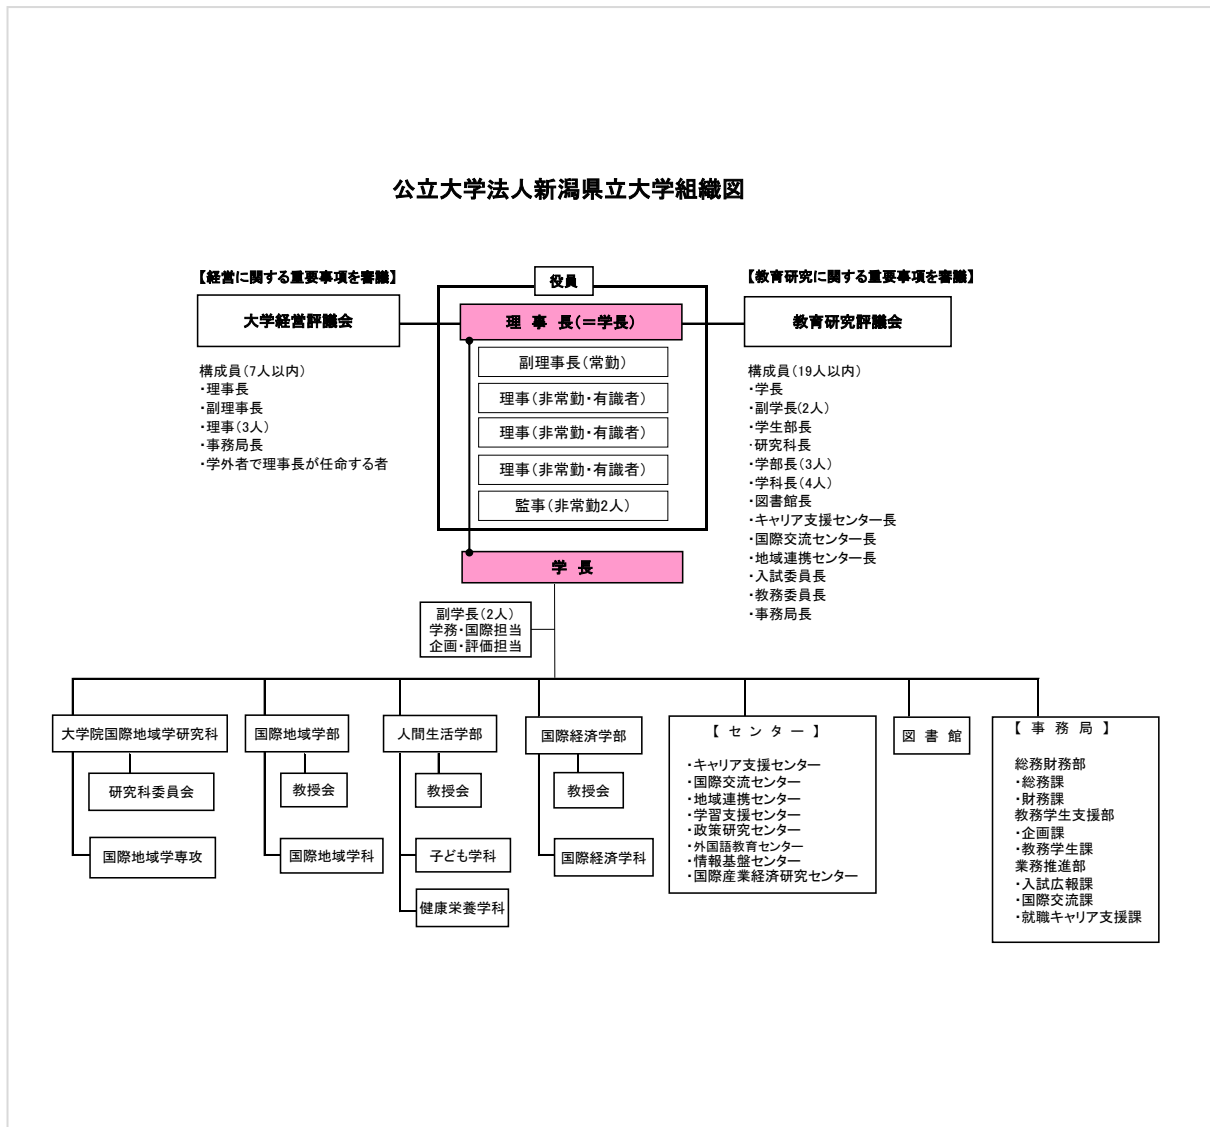 公立大学法人新潟県立大学組織図
【経営に関する重要事項を審議】
大学経営評議会
構成員(7人以内)
・理事長
・副理事長
・理事(3人)
・事務局長
・学外者で理事長が任命する者
役員
理 事 長(=学長)
副理事長(常勤)
理事(非常勤・有識者)
理事(非常勤・有識者)
理事(非常勤・有識者)
監事(非常勤2人)
【教育研究に関する重要事項を審議】
教育研究評議会
構成員(19人以内)
・学長
・副学長(2人)
・学生部長
・研究科長
・学部長(3人)
・学科長(4人)
・図書館長
・キャリア支援センター長
・国際交流センター長
・地域連携センター長
・入試委員長
・教務委員長
・事務局長
学 長
副学長(2人)
学務・国際担当
企画・評価担当
大学院国際地域学研究科
研究科委員会
国際地域学専攻
国際地域学部
教授会
国際地域学科
人間生活学部
教授会
子ども学科
健康栄養学科
国際経済学部
教授会
国際経済学科
【 セ ン タ ー 】
・キャリア支援センター
・国際交流センター
・地域連携センター
・学習支援センター
・政策研究センター
・外国語教育センター
・情報基盤センター
・国際産業経済研究センター
図 書 館
【 事 務 局 】
総務財務部
・総務課
・財務課
教務学生支援部
・企画課
・教務学生課
業務推進部
・入試広報課
・国際交流課
・就職キャリア支援課